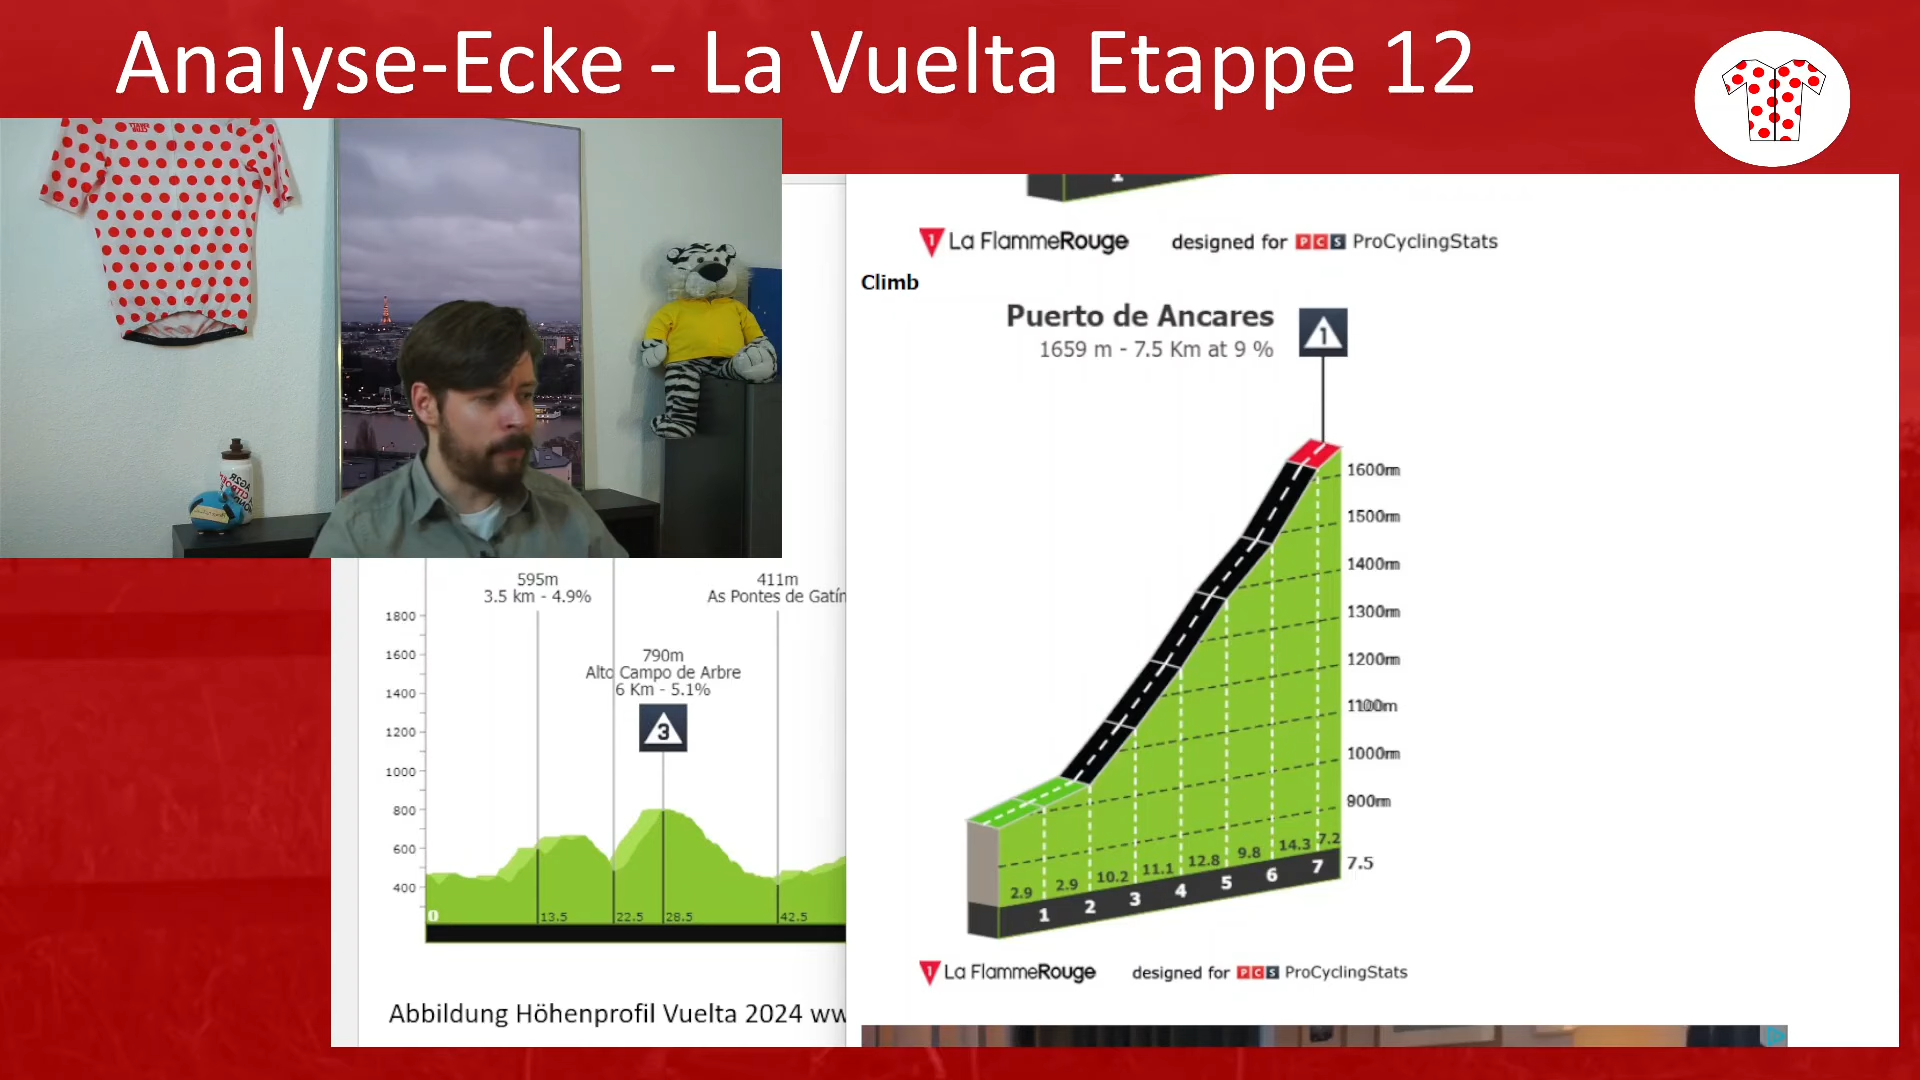 Analyse-Ecke - La Vuelta Etappe 12
1
La FlammeRouge designed for PCS ProCyclingStats
Climb
Puerto de Ancares
1659 m - 7.5 Km at 9 %
1
1600m
1500m
1400m
1300m
1200m
1100m
1000m
900m
2.9 2.9 10.2 11.1 12.8 9.8 14.3 7.2
1 2 3 4 5 6 7 7.5
La FlammeRouge designed for PCS ProCyclingStats
595m
3.5 km - 4.9%
411m
As Pontes de Gatín
790m
Alto Campo de Arbre
6 Km - 5.1%
3
1800
1600
1400
1200
1000
800
600
400
0 13.5 22.5 28.5 42.5
Abbildung Höhenprofil Vuelta 2024 ww